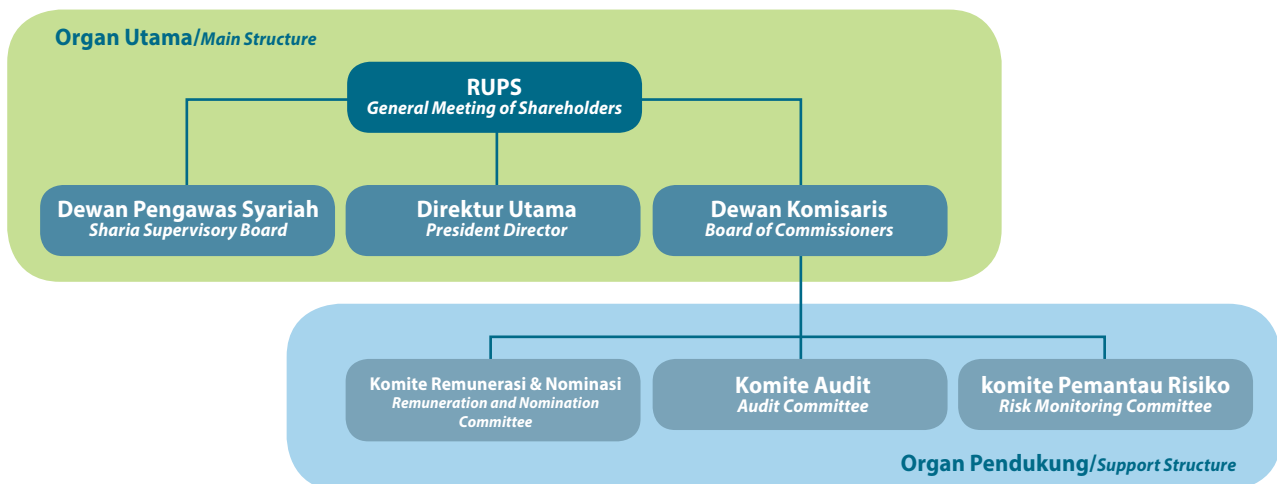 Organ Utama/Main Structure
RUPS
General Meeting of Shareholders
Dewan Pengawas Syariah
Sharia Supervisory Board
Direktur Utama
President Director
Dewan Komisaris
Board of Commissioners
Komite Remunerasi & Nominasi
Remuneration and Nomination
Committee
Komite Audit
Audit Committee
komite Pemantau Risiko
Risk Monitoring Committee
Organ Pendukung/Support Structure